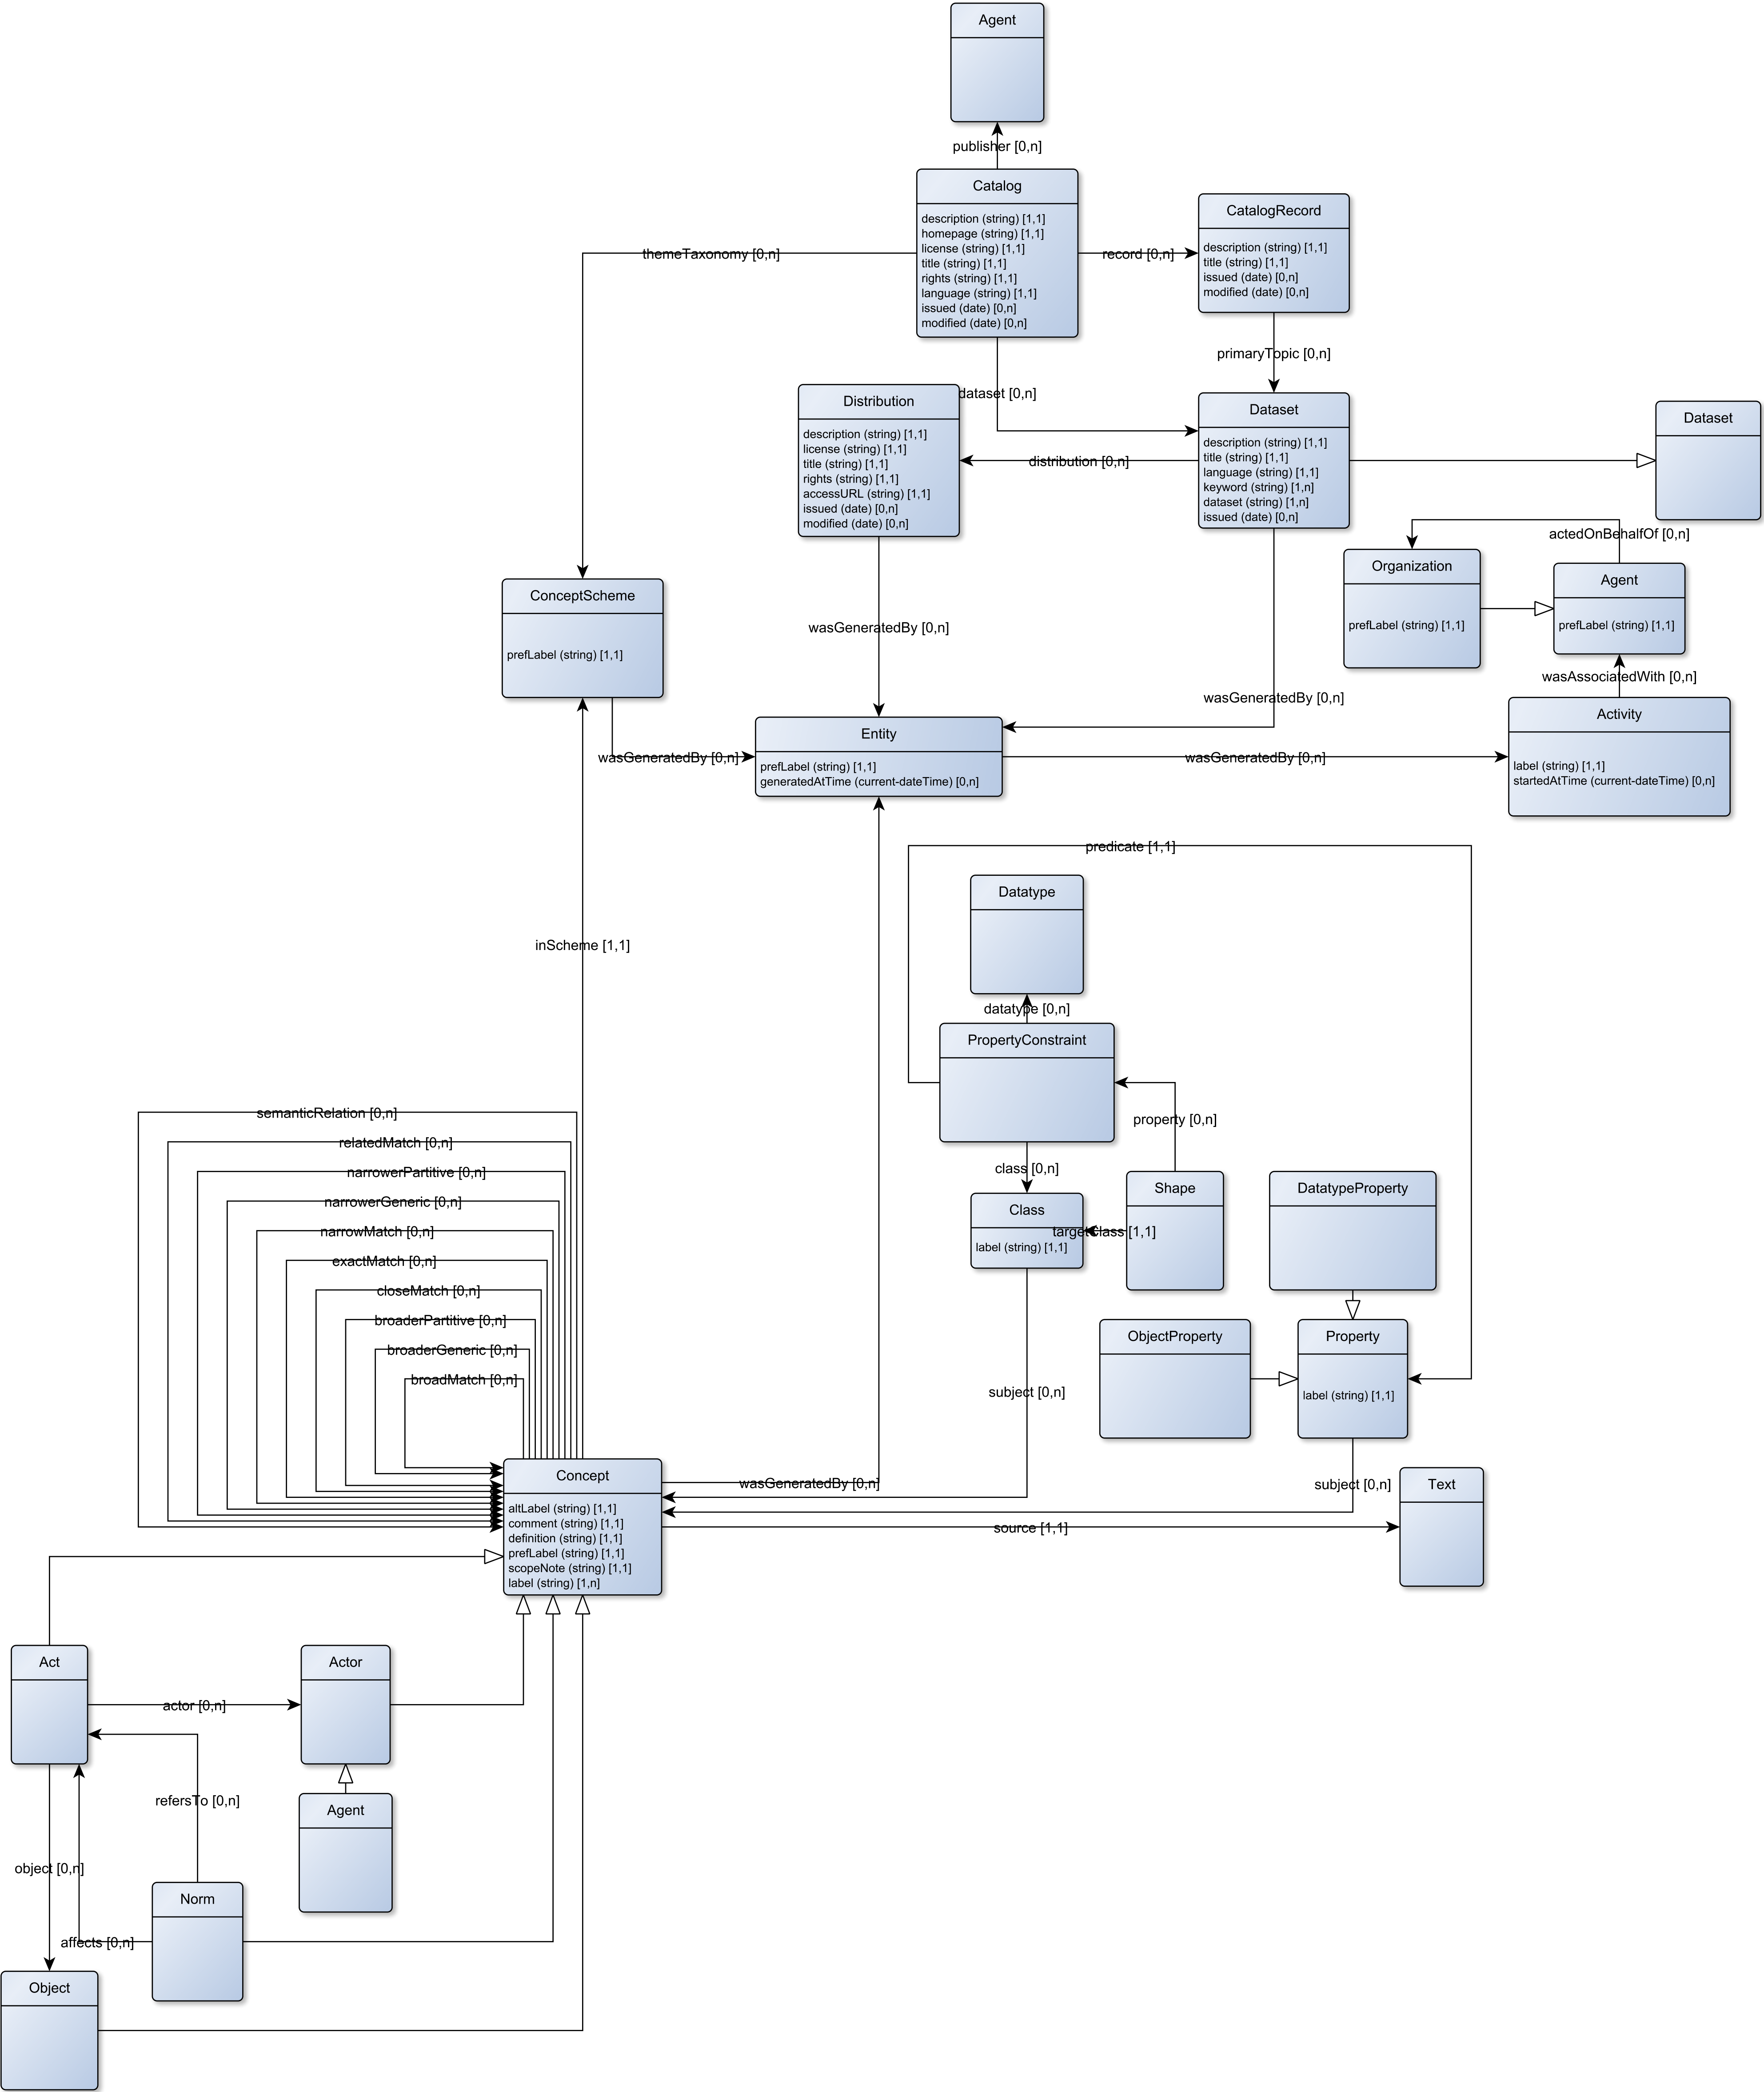 Agent
publisher [0,n]
Catalog
description (string) [1,1]
homepage (string) [1,1]
license (string) [1,1]
title (string) [1,1]
rights (string) [1,1]
language (string) [1,1]
issued (date) [0,n]
modified (date) [0,n]
CatalogRecord
description (string) [1,1]
title (string) [1,1]
issued (date) [0,n]
modified (date) [0,n]
themeTaxonomy [0,n]
record [0,n]
primaryTopic [0,n]
dataset [0,n]
Distribution
description (string) [1,1]
license (string) [1,1]
title (string) [1,1]
rights (string) [1,1]
accessURL (string) [1,1]
issued (date) [0,n]
modified (date) [0,n]
distribution [0,n]
Dataset
description (string) [1,1]
title (string) [1,1]
language (string) [1,1]
keyword (string) [1,n]
dataset (string) [1,n]
issued (date) [0,n]
Dataset
actedOnBehalfOf [0,n]
Organization
prefLabel (string) [1,1]
Agent
prefLabel (string) [1,1]
ConceptScheme
prefLabel (string) [1,1]
wasGeneratedBy [0,n]
wasAssociatedWith [0,n]
wasGeneratedBy [0,n]
Entity
prefLabel (string) [1,1]
generatedAtTime (current-dateTime) [0,n]
wasGeneratedBy [0,n]
wasGeneratedBy [0,n]
Activity
label (string) [1,1]
startedAtTime (current-dateTime) [0,n]
predicate [1,1]
Datatype
inScheme [1,1]
datatype [0,n]
PropertyConstraint
property [0,n]
class [0,n]
Class
label (string) [1,1]
targetClass [1,1]
Shape
DatatypeProperty
ObjectProperty
Property
label (string) [1,1]
semanticRelation [0,n]
relatedMatch [0,n]
narrowerPartitive [0,n]
narrowerGeneric [0,n]
narrowMatch [0,n]
exactMatch [0,n]
closeMatch [0,n]
broaderPartitive [0,n]
broaderGeneric [0,n]
broadMatch [0,n]
subject [0,n]
Concept
altLabel (string) [1,1]
comment (string) [1,1]
definition (string) [1,1]
prefLabel (string) [1,1]
scopeNote (string) [1,1]
label (string) [1,n]
wasGeneratedBy [0,n]
subject [0,n]
source [1,1]
Text
Act
actor [0,n]
Actor
refersTo [0,n]
Agent
object [0,n]
Norm
affects [0,n]
Object